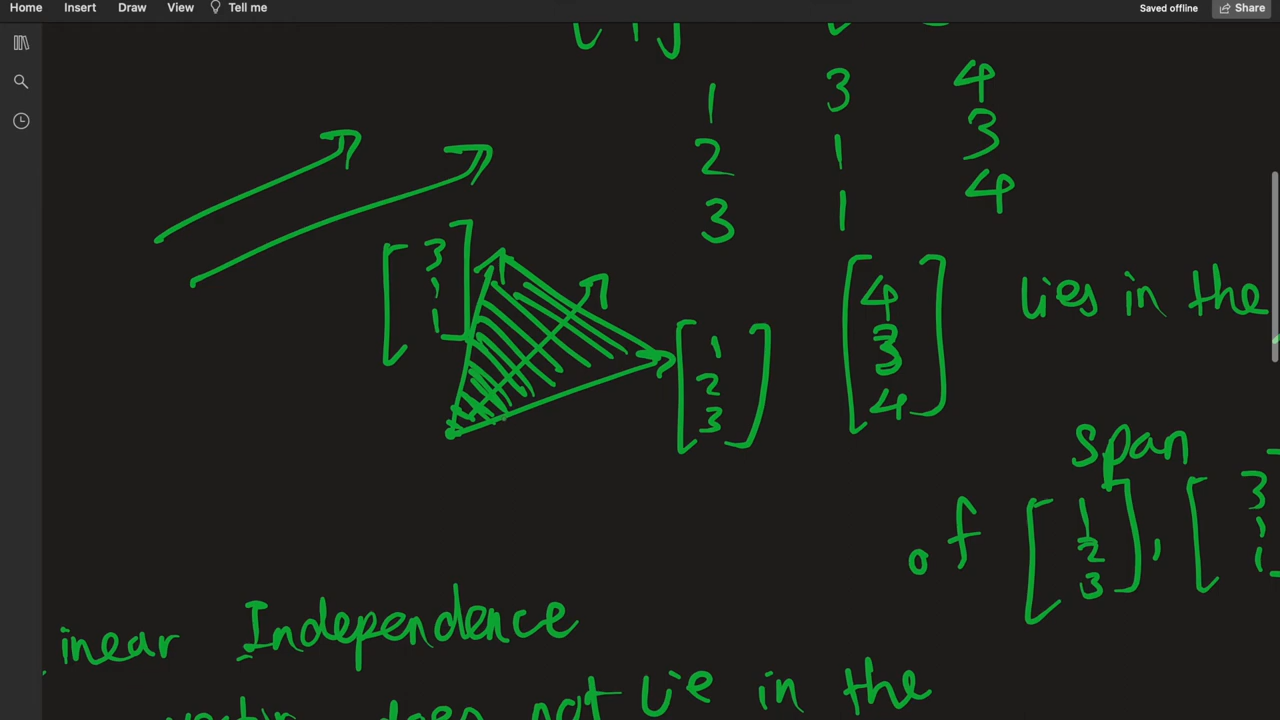 Home Insert Draw View Tell me Saved offline Share
1 3 4
2 1 3
3 1 4
[3 1 1]
[1 2 3]
[4 3 4] lies in the
span
of [1 2 3], [3 1 1
inear Independence
does not lie in the